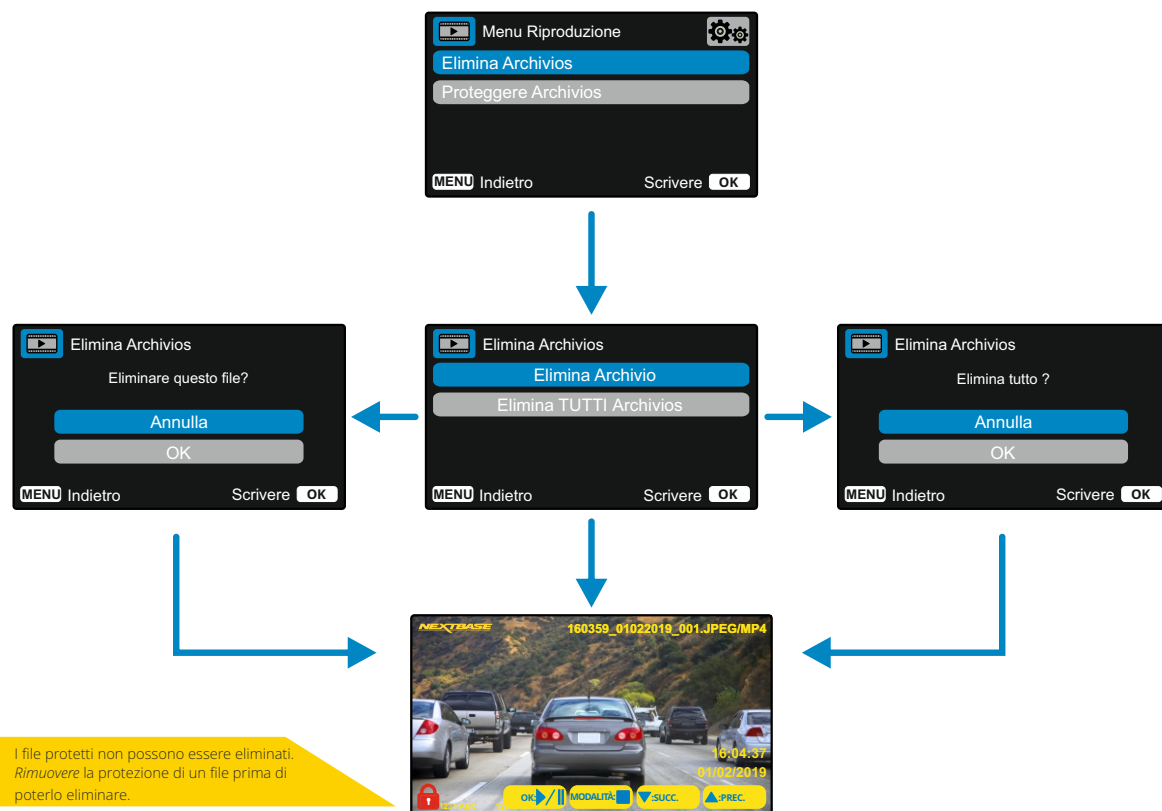 Menu Riproduzione
Elimina Archivios
Proteggere Archivios
MENU Indietro Scrivere OK
Elimina Archivios
Eliminare questo file?
Annulla
OK
MENU Indietro Scrivere OK
Elimina Archivios
Elimina Archivio
Elimina TUTTI Archivios
MENU Indietro Scrivere OK
Elimina Archivios
Elimina tutto ?
Annulla
OK
MENU Indietro Scrivere OK
NEXTBASE 160359_01022019_001.JPEG/MP4
16:04:37
01/02/2019
OK: MODALITÀ: :SUCC. :PREC.
I file protetti non possono essere eliminati.
Rimuovere la protezione di un file prima di
poterlo eliminare.